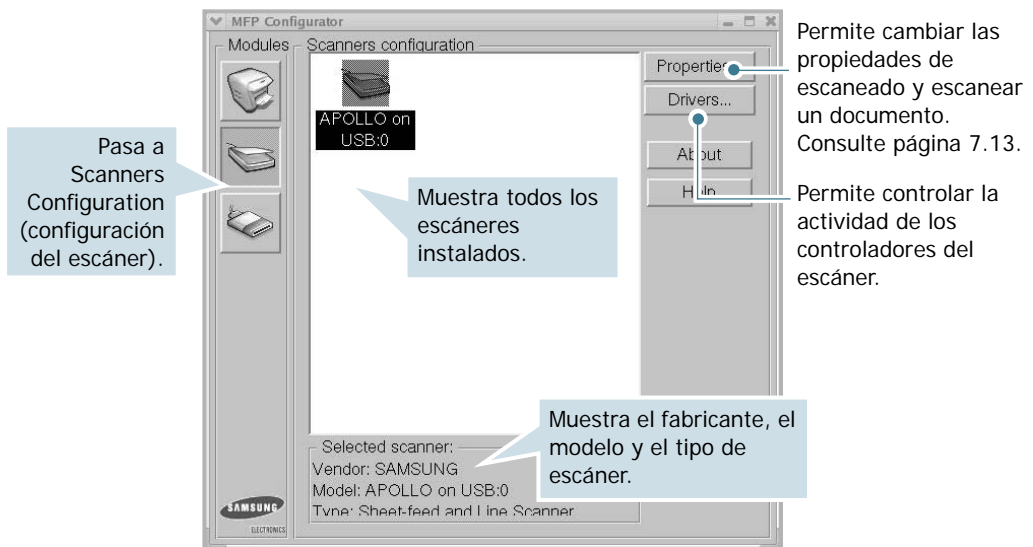 MFP Configurator
Modules
Scanners configuration
APOLLO on
USB:0
Properties
Drivers...
About
Help
Selected scanner:
Vendor: SAMSUNG
Model: APOLLO on USB:0
Type: Sheet-feed and Line Scanner
SAMSUNG
ELECTRONICS
Pasa a
Scanners
Configuration
(configuración
del escáner).
Muestra todos los
escáneres
instalados.
Muestra el fabricante, el
modelo y el tipo de
escáner.
Permite cambiar las
propiedades de
escaneado y escanear
un documento.
Consulte página 7.13.
Permite controlar la
actividad de los
controladores del
escáner.